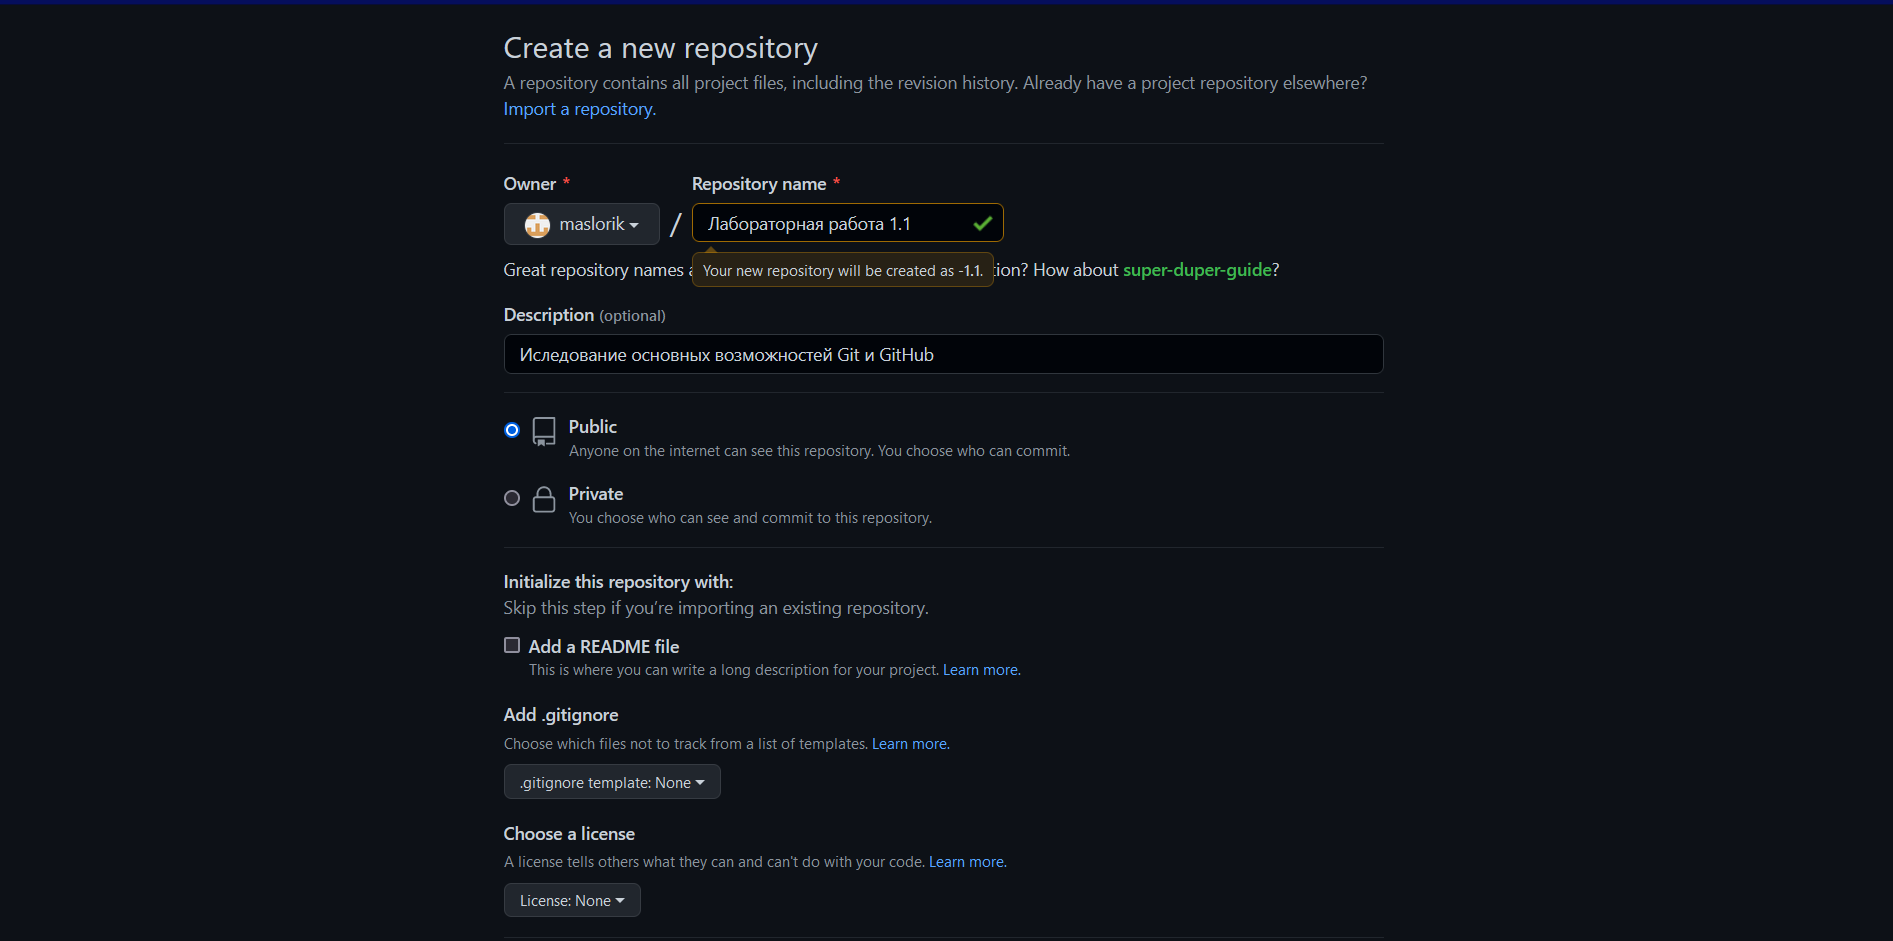 Create a new repository
A repository contains all project files, including the revision history. Already have a project repository elsewhere?
Import a repository.
Owner * Repository name *
maslorik / Лабораторная работа 1.1
Great repository names Your new repository will be created as -1.1. How about super-duper-guide?
Description (optional)
Иследование основных возможностей Git и GitHub
Public
Anyone on the internet can see this repository. You choose who can commit.
Private
You choose who can see and commit to this repository.
Initialize this repository with:
Skip this step if you’re importing an existing repository.
Add a README file
This is where you can write a long description for your project. Learn more.
Add .gitignore
Choose which files not to track from a list of templates. Learn more.
.gitignore template: None
Choose a license
A license tells others what they can and can't do with your code. Learn more.
License: None